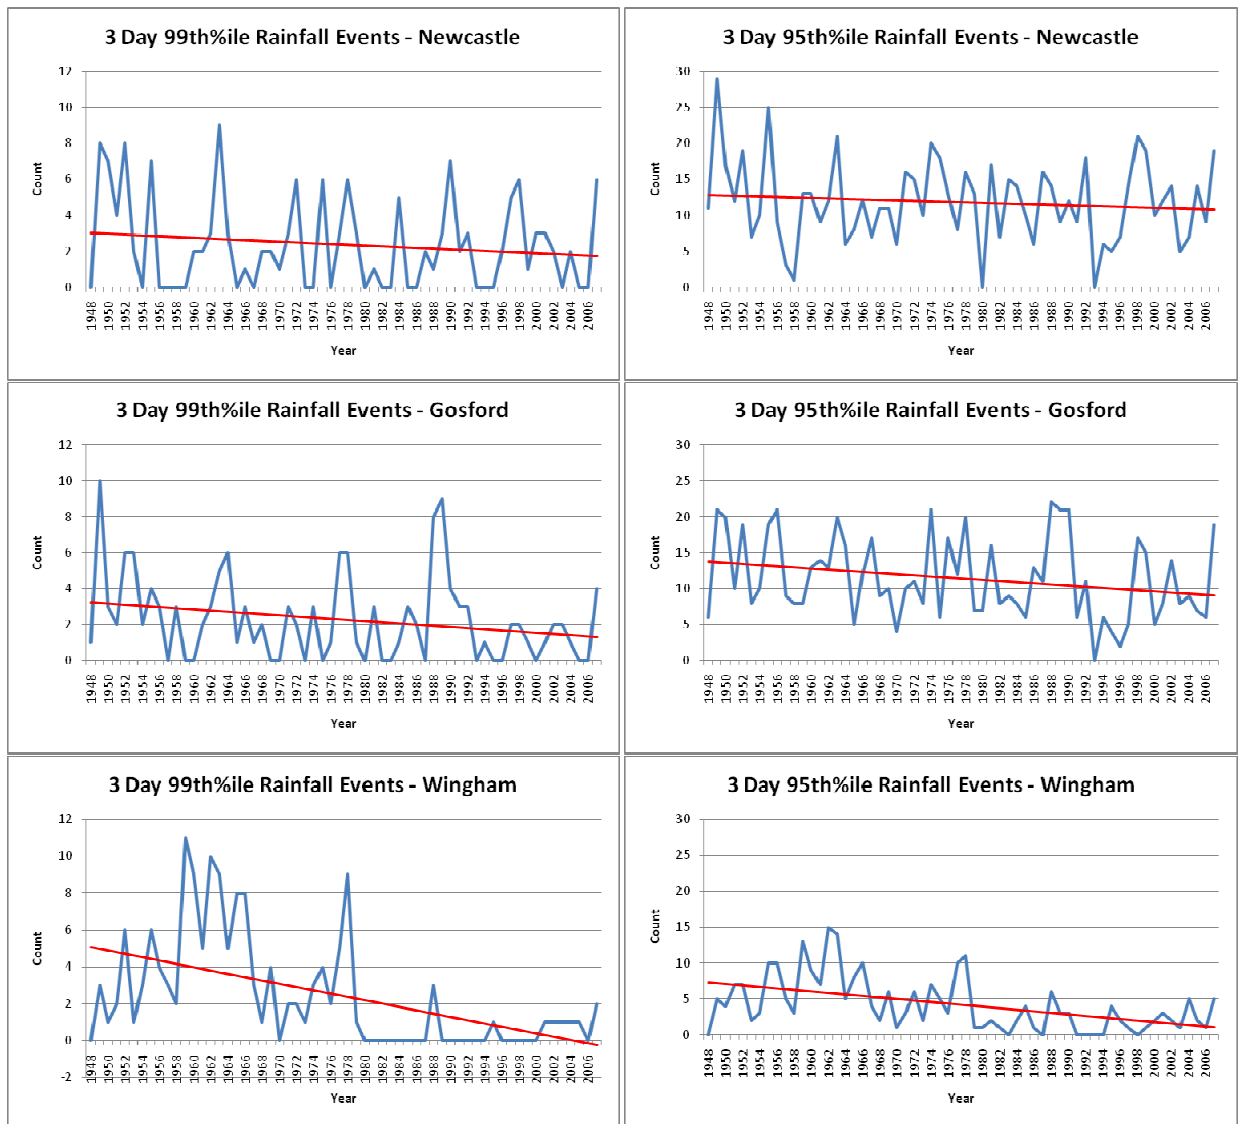 3 Day 99th%ile Rainfall Events - Newcastle
12
10
8
6
4
2
0
Count
1948 1950 1952 1954 1956 1958 1960 1962 1964 1966 1968 1970 1972 1974 1976 1978 1980 1982 1984 1986 1988 1990 1992 1994 1996 1998 2000 2002 2004 2006
Year
3 Day 95th%ile Rainfall Events - Newcastle
30
25
20
15
10
5
0
Count
1948 1950 1952 1954 1956 1958 1960 1962 1964 1966 1968 1970 1972 1974 1976 1978 1980 1982 1984 1986 1988 1990 1992 1994 1996 1998 2000 2002 2004 2006
Year
3 Day 99th%ile Rainfall Events - Gosford
12
10
8
6
4
2
0
Count
1948 1950 1952 1954 1956 1958 1960 1962 1964 1966 1968 1970 1972 1974 1976 1978 1980 1982 1984 1986 1988 1990 1992 1994 1996 1998 2000 2002 2004 2006
Year
3 Day 95th%ile Rainfall Events - Gosford
30
25
20
15
10
5
0
Count
1948 1950 1952 1954 1956 1958 1960 1962 1964 1966 1968 1970 1972 1974 1976 1978 1980 1982 1984 1986 1988 1990 1992 1994 1996 1998 2000 2002 2004 2006
Year
3 Day 99th%ile Rainfall Events - Wingham
12
10
8
6
4
2
0
-2
Count
1948 1950 1952 1954 1956 1958 1960 1962 1964 1966 1968 1970 1972 1974 1976 1978 1980 1982 1984 1986 1988 1990 1992 1994 1996 1998 2000 2002 2004 2006
Year
3 Day 95th%ile Rainfall Events - Wingham
30
25
20
15
10
5
0
Count
1948 1950 1952 1954 1956 1958 1960 1962 1964 1966 1968 1970 1972 1974 1976 1978 1980 1982 1984 1986 1988 1990 1992 1994 1996 1998 2000 2002 2004 2006
Year